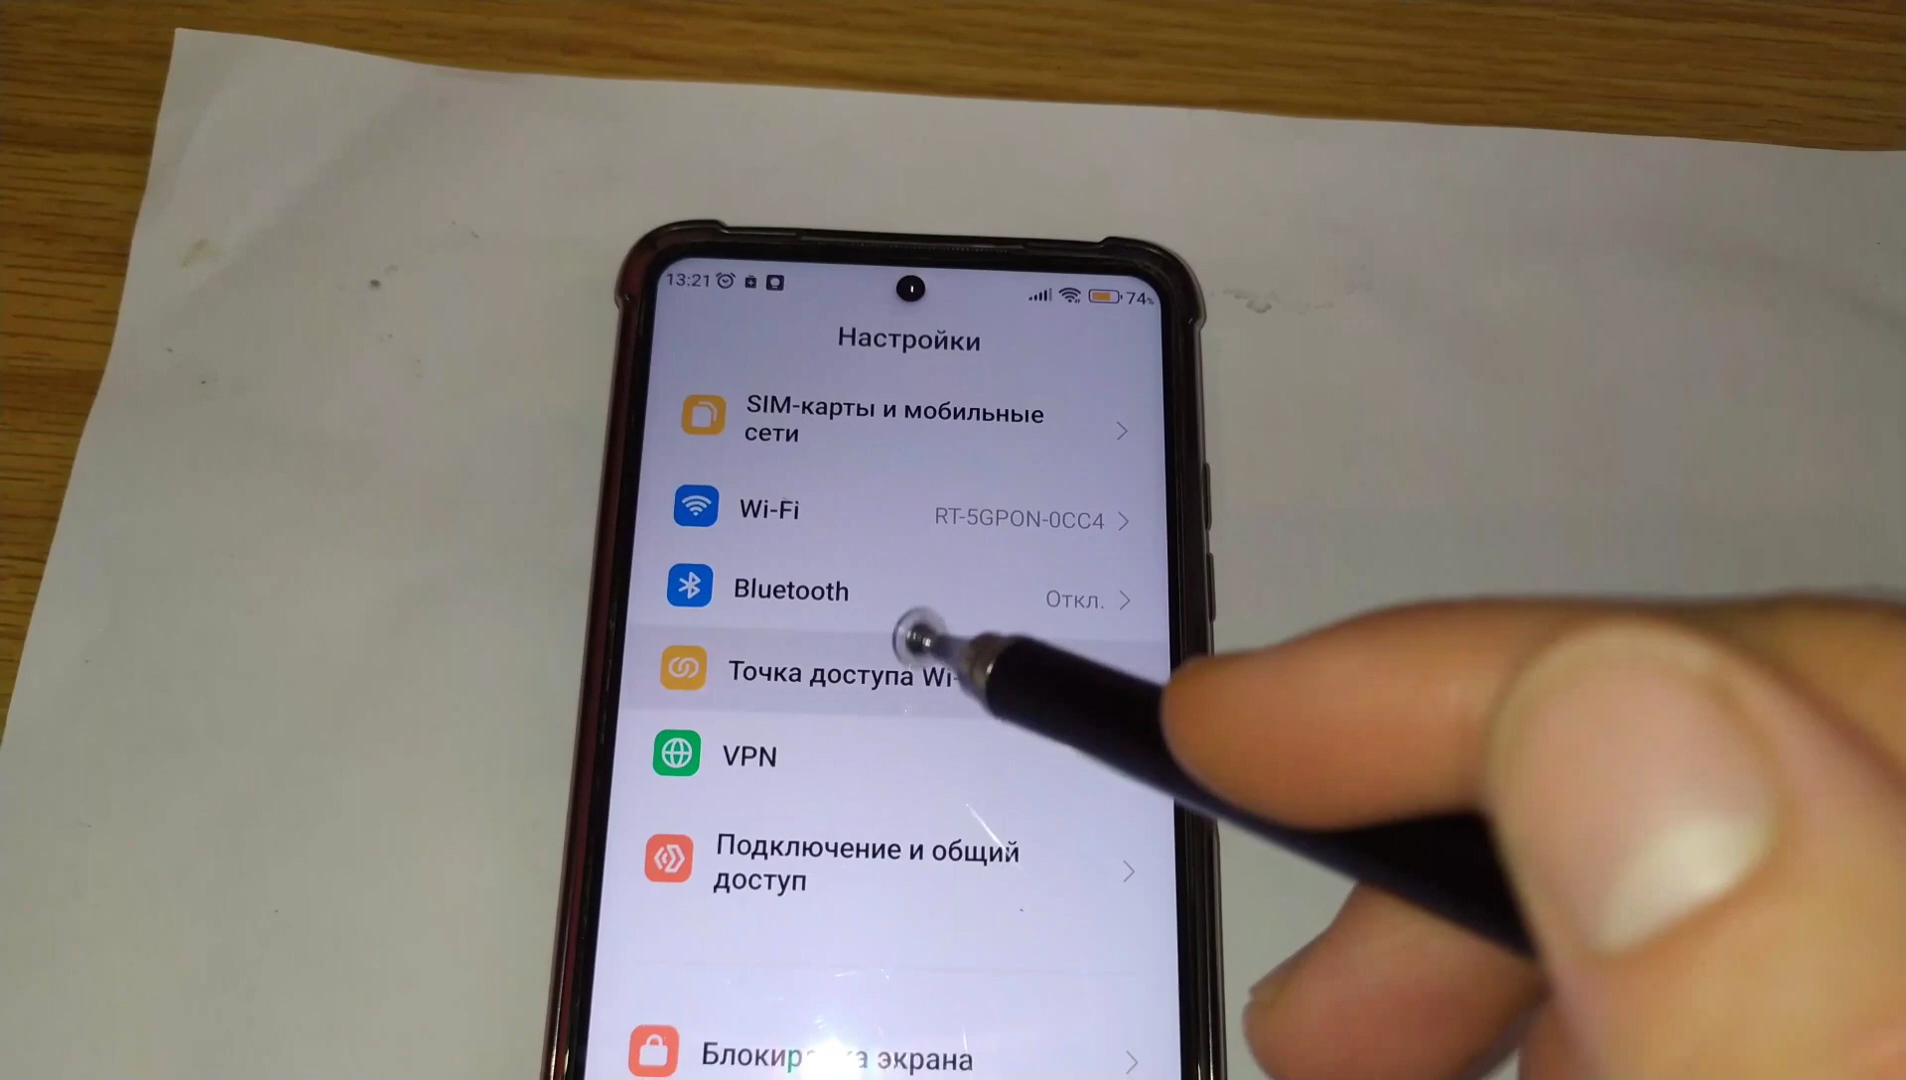 13:21
74%
Настройки
SIM-карты и мобильные
сети
Wi-Fi
RT-5GPON-0CC4
Bluetooth
Откл.
Точка доступа Wi-
VPN
Подключение и общий
доступ
экрана